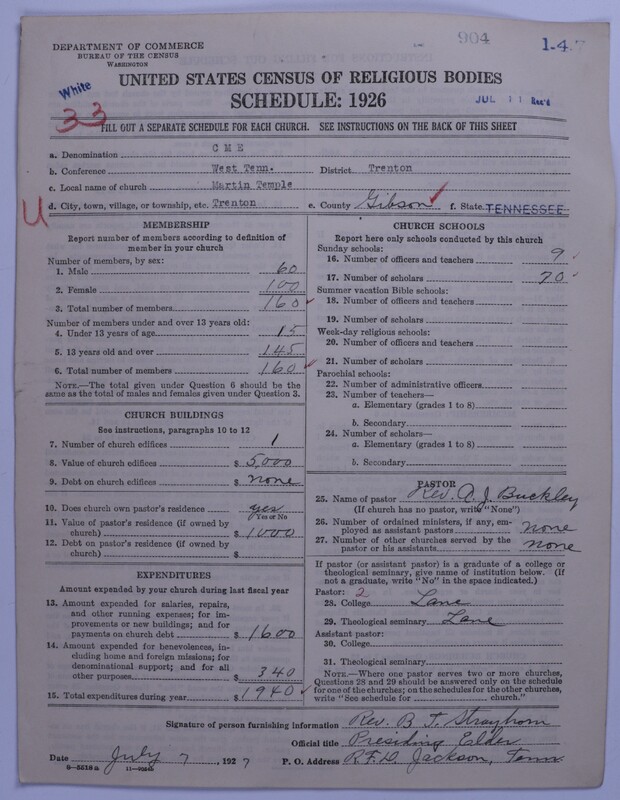 904
1-4.7
DEPARTMENT OF COMMERCE
BUREAU OF THE CENSUS
WASHINGTON
White
33
UNITED STATES CENSUS OF RELIGIOUS BODIES
SCHEDULE: 1926
JUL 11 Rec'd
FILL OUT A SEPARATE SCHEDULE FOR EACH CHURCH. SEE INSTRUCTIONS ON THE BACK OF THIS SHEET
a. Denomination C M E
b. Conference West Tenn. District Trenton
c. Local name of church Martin Temple
U
d. City, town, village, or township, etc. Trenton e. County Gibson f. State TENNESSEE
MEMBERSHIP
Report number of members according to definition of
member in your church
Number of members, by sex:
1. Male 60
2. Female 100
3. Total number of members 160
Number of members under and over 13 years old:
4. Under 13 years of age 15
5. 13 years old and over 145
6. Total number of members 160
NOTE.—The total given under Question 6 should be the
same as the total of males and females given under Question 3.
CHURCH BUILDINGS
See instructions, paragraphs 10 to 12
7. Number of church edifices 1
8. Value of church edifices $ 5,000
9. Debt on church edifices $ none
10. Does church own pastor's residence yes
Yes or No
11. Value of pastor's residence (if owned by
church) $ 1000
12. Debt on pastor's residence (if owned by
church) $
EXPENDITURES
Amount expended by your church during last fiscal year
13. Amount expended for salaries, repairs,
and other running expenses; for im-
provements or new buildings; and for
payments on church debt $ 1600
14. Amount expended for benevolences, in-
cluding home and foreign missions; for
denominational support; and for all
other purposes $ 340
15. Total expenditures during year $ 1940
CHURCH SCHOOLS
Report here only schools conducted by this church
Sunday schools:
16. Number of officers and teachers 9
17. Number of scholars 70
Summer vacation Bible schools:
18. Number of officers and teachers
19. Number of scholars
Week-day religious schools:
20. Number of officers and teachers
21. Number of scholars
Parochial schools:
22. Number of administrative officers
23. Number of teachers—
a. Elementary (grades 1 to 8)
b. Secondary
24. Number of scholars—
a. Elementary (grades 1 to 8)
b. Secondary
PASTOR
25. Name of pastor Rev. A. J. Buckley
(If church has no pastor, write "None")
26. Number of ordained ministers, if any, em-
ployed as assistant pastors none
27. Number of other churches served by the
pastor or his assistants none
If pastor (or assistant pastor) is a graduate of a college or
theological seminary, give name of institution below. (If
not a graduate, write "No" in the space indicated.)
Pastor: 2
28. College Lane
29. Theological seminary Lane
Assistant pastor:
30. College
31. Theological seminary
NOTE.—Where one pastor serves two or more churches,
Questions 28 and 29 should be answered only on the schedule
for one of the churches; on the schedules for the other churches,
write "See schedule for church."
Signature of person furnishing information Rev. B T. Strayhorn
Official title Presiding Elder
Date July 7, 1927 P. O. Address R.F.D. Jackson, Tenn